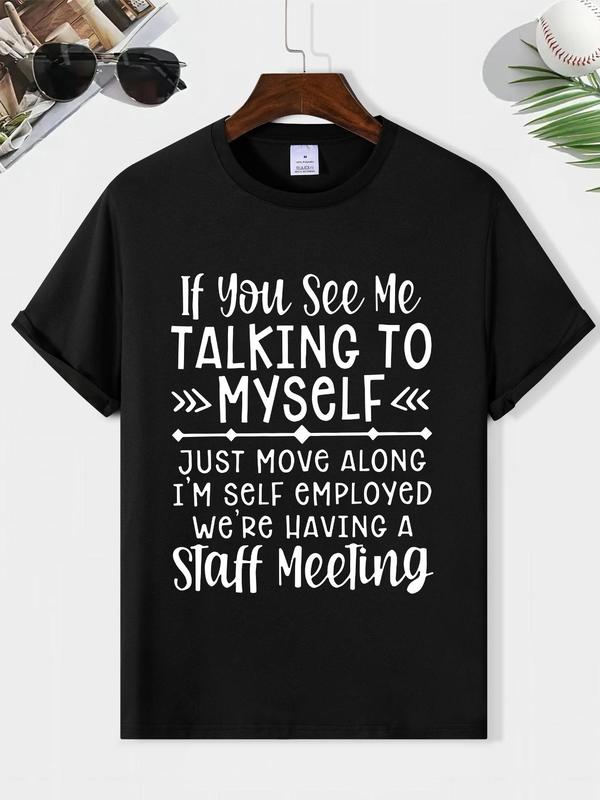 If You See Me
TALKING TO
MYSELF
JUST MOVE ALONG
I'M SELF EMPLOYED
WE'RE HAVING A
Staff Meeting